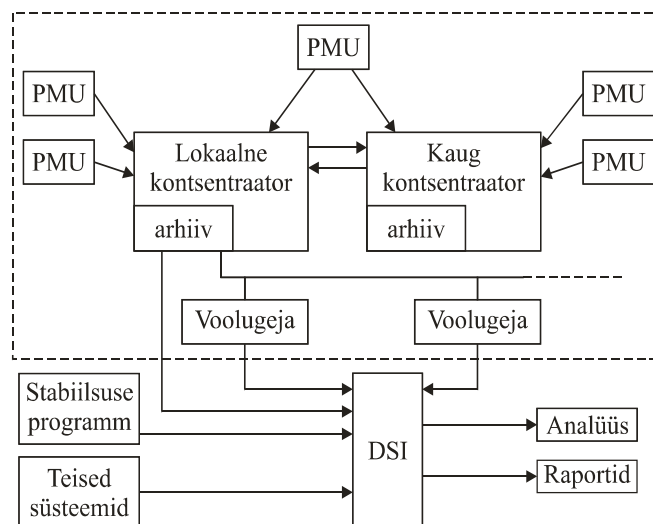 PMU
PMU
PMU
PMU
PMU
Lokaalne
kontsentraator
arhiiv
Kaug
kontsentraator
arhiiv
Voolugeja
Voolugeja
Stabiilsuse
programm
DSI
Analüüs
Raportid
Teised
süsteemid